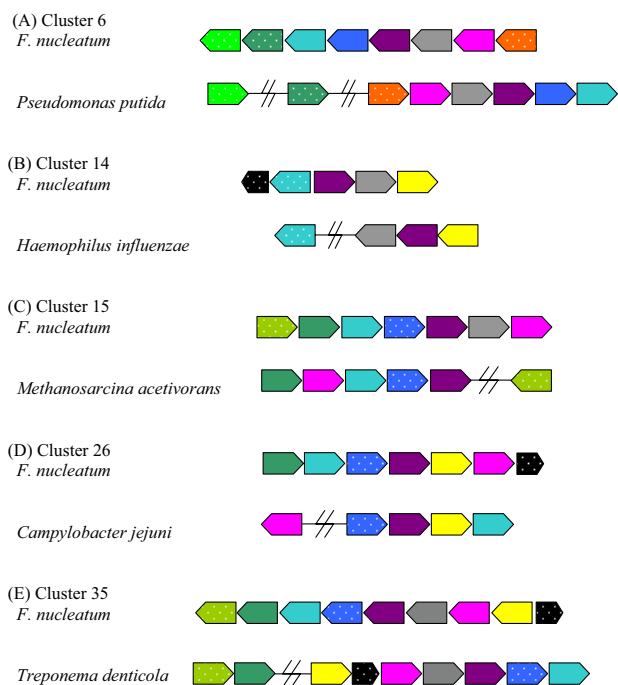 (A) Cluster 6
F. nucleatum
Pseudomonas putida
(B) Cluster 14
F. nucleatum
Haemophilus influenzae
(C) Cluster 15
F. nucleatum
Methanosarcina acetivorans
(D) Cluster 26
F. nucleatum
Campylobacter jejuni
(E) Cluster 35
F. nucleatum
Treponema denticola